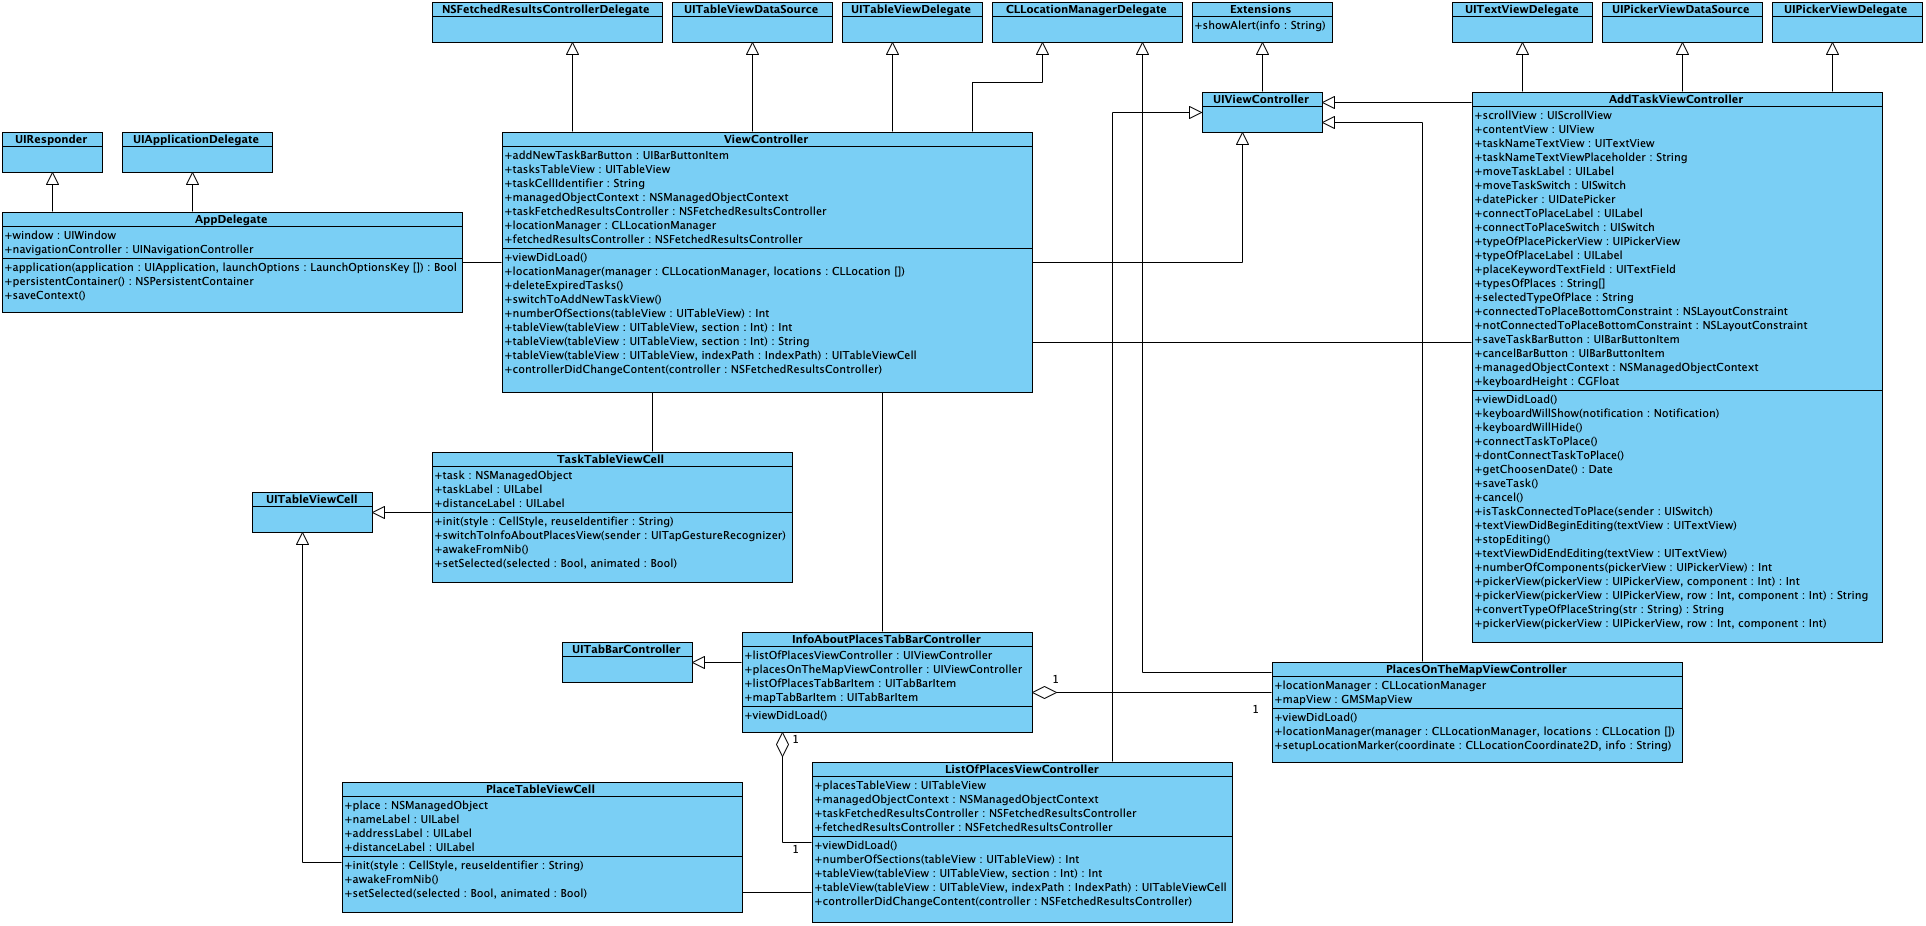 NSFetchedResultsControllerDelegate
UITableViewDataSource
UITableViewDelegate
CLLocationManagerDelegate
Extensions
+showAlert(info : String)
UITextViewDelegate
UIPickerViewDataSource
UIPickerViewDelegate
UIResponder
UIApplicationDelegate
AppDelegate
+window : UIWindow
+navigationController : UINavigationController
+application(application : UIApplication, launchOptions : LaunchOptionsKey []) : Bool
+persistentContainer() : NSPersistentContainer
+saveContext()
ViewController
+addNewTaskBarButton : UIBarButtonItem
+tasksTableView : UITableView
+taskCellIdentifier : String
+managedObjectContext : NSManagedObjectContext
+taskFetchedResultsController : NSFetchedResultsController
+locationManager : CLLocationManager
+fetchedResultsController : NSFetchedResultsController
+viewDidLoad()
+locationManager(manager : CLLocationManager, locations : CLLocation [])
+deleteExpiredTasks()
+switchToAddNewTaskView()
+numberOfSections(tableView : UITableView) : Int
+tableView(tableView : UITableView, section : Int) : Int
+tableView(tableView : UITableView, section : Int) : String
+tableView(tableView : UITableView, indexPath : IndexPath) : UITableViewCell
+controllerDidChangeContent(controller : NSFetchedResultsController)
UIViewController
AddTaskViewController
+scrollView : UIScrollView
+contentView : UIView
+taskNameTextView : UITextView
+taskNameTextViewPlaceholder : String
+moveTaskLabel : UILabel
+moveTaskSwitch : UISwitch
+datePicker : UIDatePicker
+connectToPlaceLabel : UILabel
+connectToPlaceSwitch : UISwitch
+typeOfPlacePickerView : UIPickerView
+typeOfPlaceLabel : UILabel
+placeKeywordTextField : UITextField
+typesOfPlaces : String[]
+selectedTypeOfPlace : String
+connectedToPlaceBottomConstraint : NSLayoutConstraint
+notConnectedToPlaceBottomConstraint : NSLayoutConstraint
+saveTaskBarButton : UIBarButtonItem
+cancelBarButton : UIBarButtonItem
+managedObjectContext : NSManagedObjectContext
+keyboardHeight : CGFloat
+viewDidLoad()
+keyboardWillShow(notification : Notification)
+keyboardWillHide()
+connectTaskToPlace()
+dontConnectTaskToPlace()
+getChoosenDate() : Date
+saveTask()
+cancel()
+isTaskConnectedToPlace(sender : UISwitch)
+textViewDidBeginEditing(textView : UITextView)
+stopEditing()
+textViewDidEndEditing(textView : UITextView)
+numberOfComponents(pickerView : UIPickerView) : Int
+pickerView(pickerView : UIPickerView, component : Int) : Int
+pickerView(pickerView : UIPickerView, row : Int, component : Int) : String
+convertTypeOfPlaceString(str : String) : String
+pickerView(pickerView : UIPickerView, row : Int, component : Int)
TaskTableViewCell
+task : NSManagedObject
+taskLabel : UILabel
+distanceLabel : UILabel
+init(style : CellStyle, reuseIdentifier : String)
+switchToInfoAboutPlacesView(sender : UITapGestureRecognizer)
+awakeFromNib()
+setSelected(selected : Bool, animated : Bool)
UITableViewCell
UITabBarController
InfoAboutPlacesTabBarController
+listOfPlacesViewController : UIViewController
+placesOnTheMapViewController : UIViewController
+listOfPlacesTabBarItem : UITabBarItem
+mapTabBarItem : UITabBarItem
+viewDidLoad()
1
1
PlacesOnTheMapViewController
+locationManager : CLLocationManager
+mapView : GMSMapView
+viewDidLoad()
+locationManager(manager : CLLocationManager, locations : CLLocation [])
+setupLocationMarker(coordinate : CLLocationCoordinate2D, info : String)
1
1
PlaceTableViewCell
+place : NSManagedObject
+nameLabel : UILabel
+addressLabel : UILabel
+distanceLabel : UILabel
+init(style : CellStyle, reuseIdentifier : String)
+awakeFromNib()
+setSelected(selected : Bool, animated : Bool)
ListOfPlacesViewController
+placesTableView : UITableView
+managedObjectContext : NSManagedObjectContext
+taskFetchedResultsController : NSFetchedResultsController
+fetchedResultsController : NSFetchedResultsController
+viewDidLoad()
+numberOfSections(tableView : UITableView) : Int
+tableView(tableView : UITableView, section : Int) : Int
+tableView(tableView : UITableView, indexPath : IndexPath) : UITableViewCell
+controllerDidChangeContent(controller : NSFetchedResultsController)